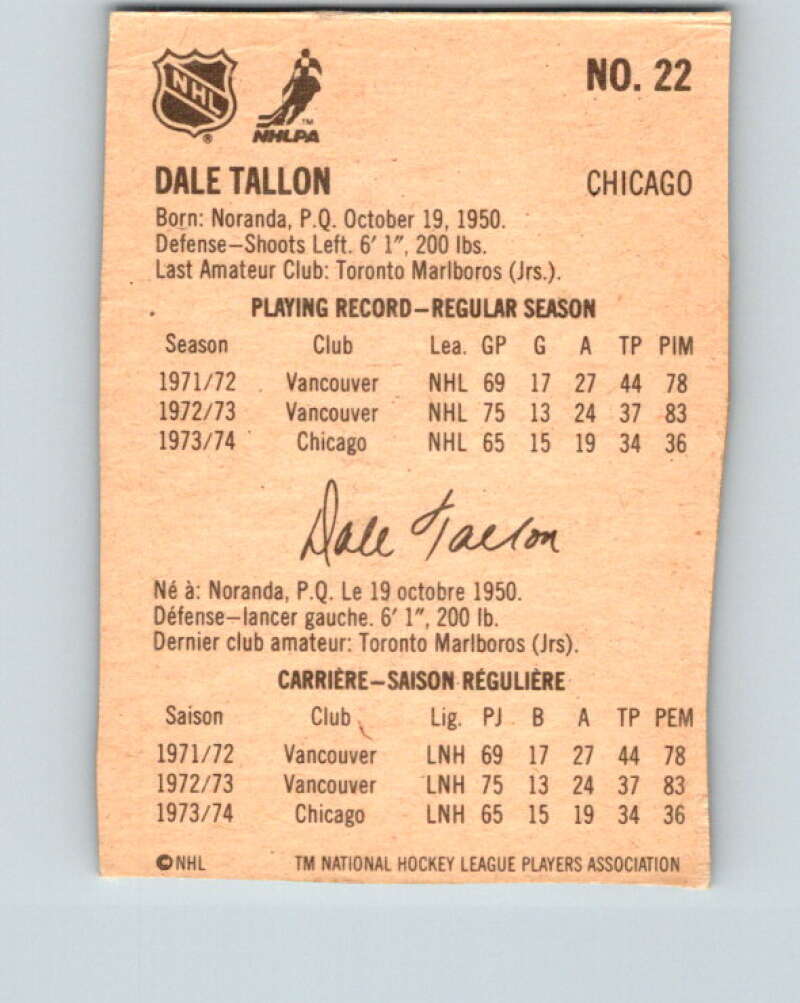 NHL
®
TM
NHLPA
NO. 22
DALE TALLON CHICAGO
Born: Noranda, P.Q. October 19, 1950.
Defense—Shoots Left. 6′ 1″, 200 lbs.
Last Amateur Club: Toronto Marlboros (Jrs.).
PLAYING RECORD—REGULAR SEASON
Season Club Lea. GP G A TP PIM
1971/72 Vancouver NHL 69 17 27 44 78
1972/73 Vancouver NHL 75 13 24 37 83
1973/74 Chicago NHL 65 15 19 34 36
Dale Tallon
Né à: Noranda, P.Q. Le 19 octobre 1950.
Défense—lancer gauche. 6′ 1″, 200 lb.
Dernier club amateur: Toronto Marlboros (Jrs).
CARRIÈRE—SAISON RÉGULIÈRE
Saison Club Lig. PJ B A TP PEM
1971/72 Vancouver LNH 69 17 27 44 78
1972/73 Vancouver LNH 75 13 24 37 83
1973/74 Chicago LNH 65 15 19 34 36
©NHL TM NATIONAL HOCKEY LEAGUE PLAYERS ASSOCIATION